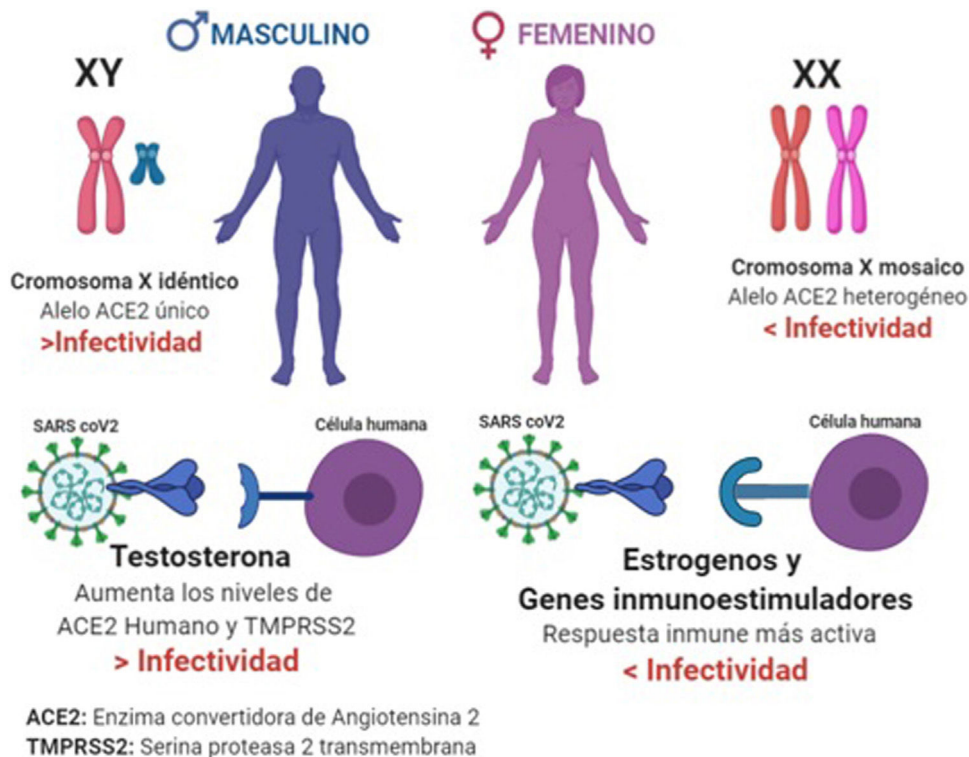 MASCULINO
FEMENINO
XY
XX
Cromosoma X idéntico
Alelo ACE2 único
>Infectividad
Cromosoma X mosaico
Alelo ACE2 heterogéneo
< Infectividad
SARS coV2
Célula humana
Testosterona
Aumenta los niveles de
ACE2 Humano y TMPRSS2
> Infectividad
SARS coV2
Célula humana
Estrogenos y
Genes inmunoestimuladores
Respuesta inmune más activa
< Infectividad
ACE2: Enzima convertidora de Angiotensina 2
TMPRSS2: Serina proteasa 2 transmembrana